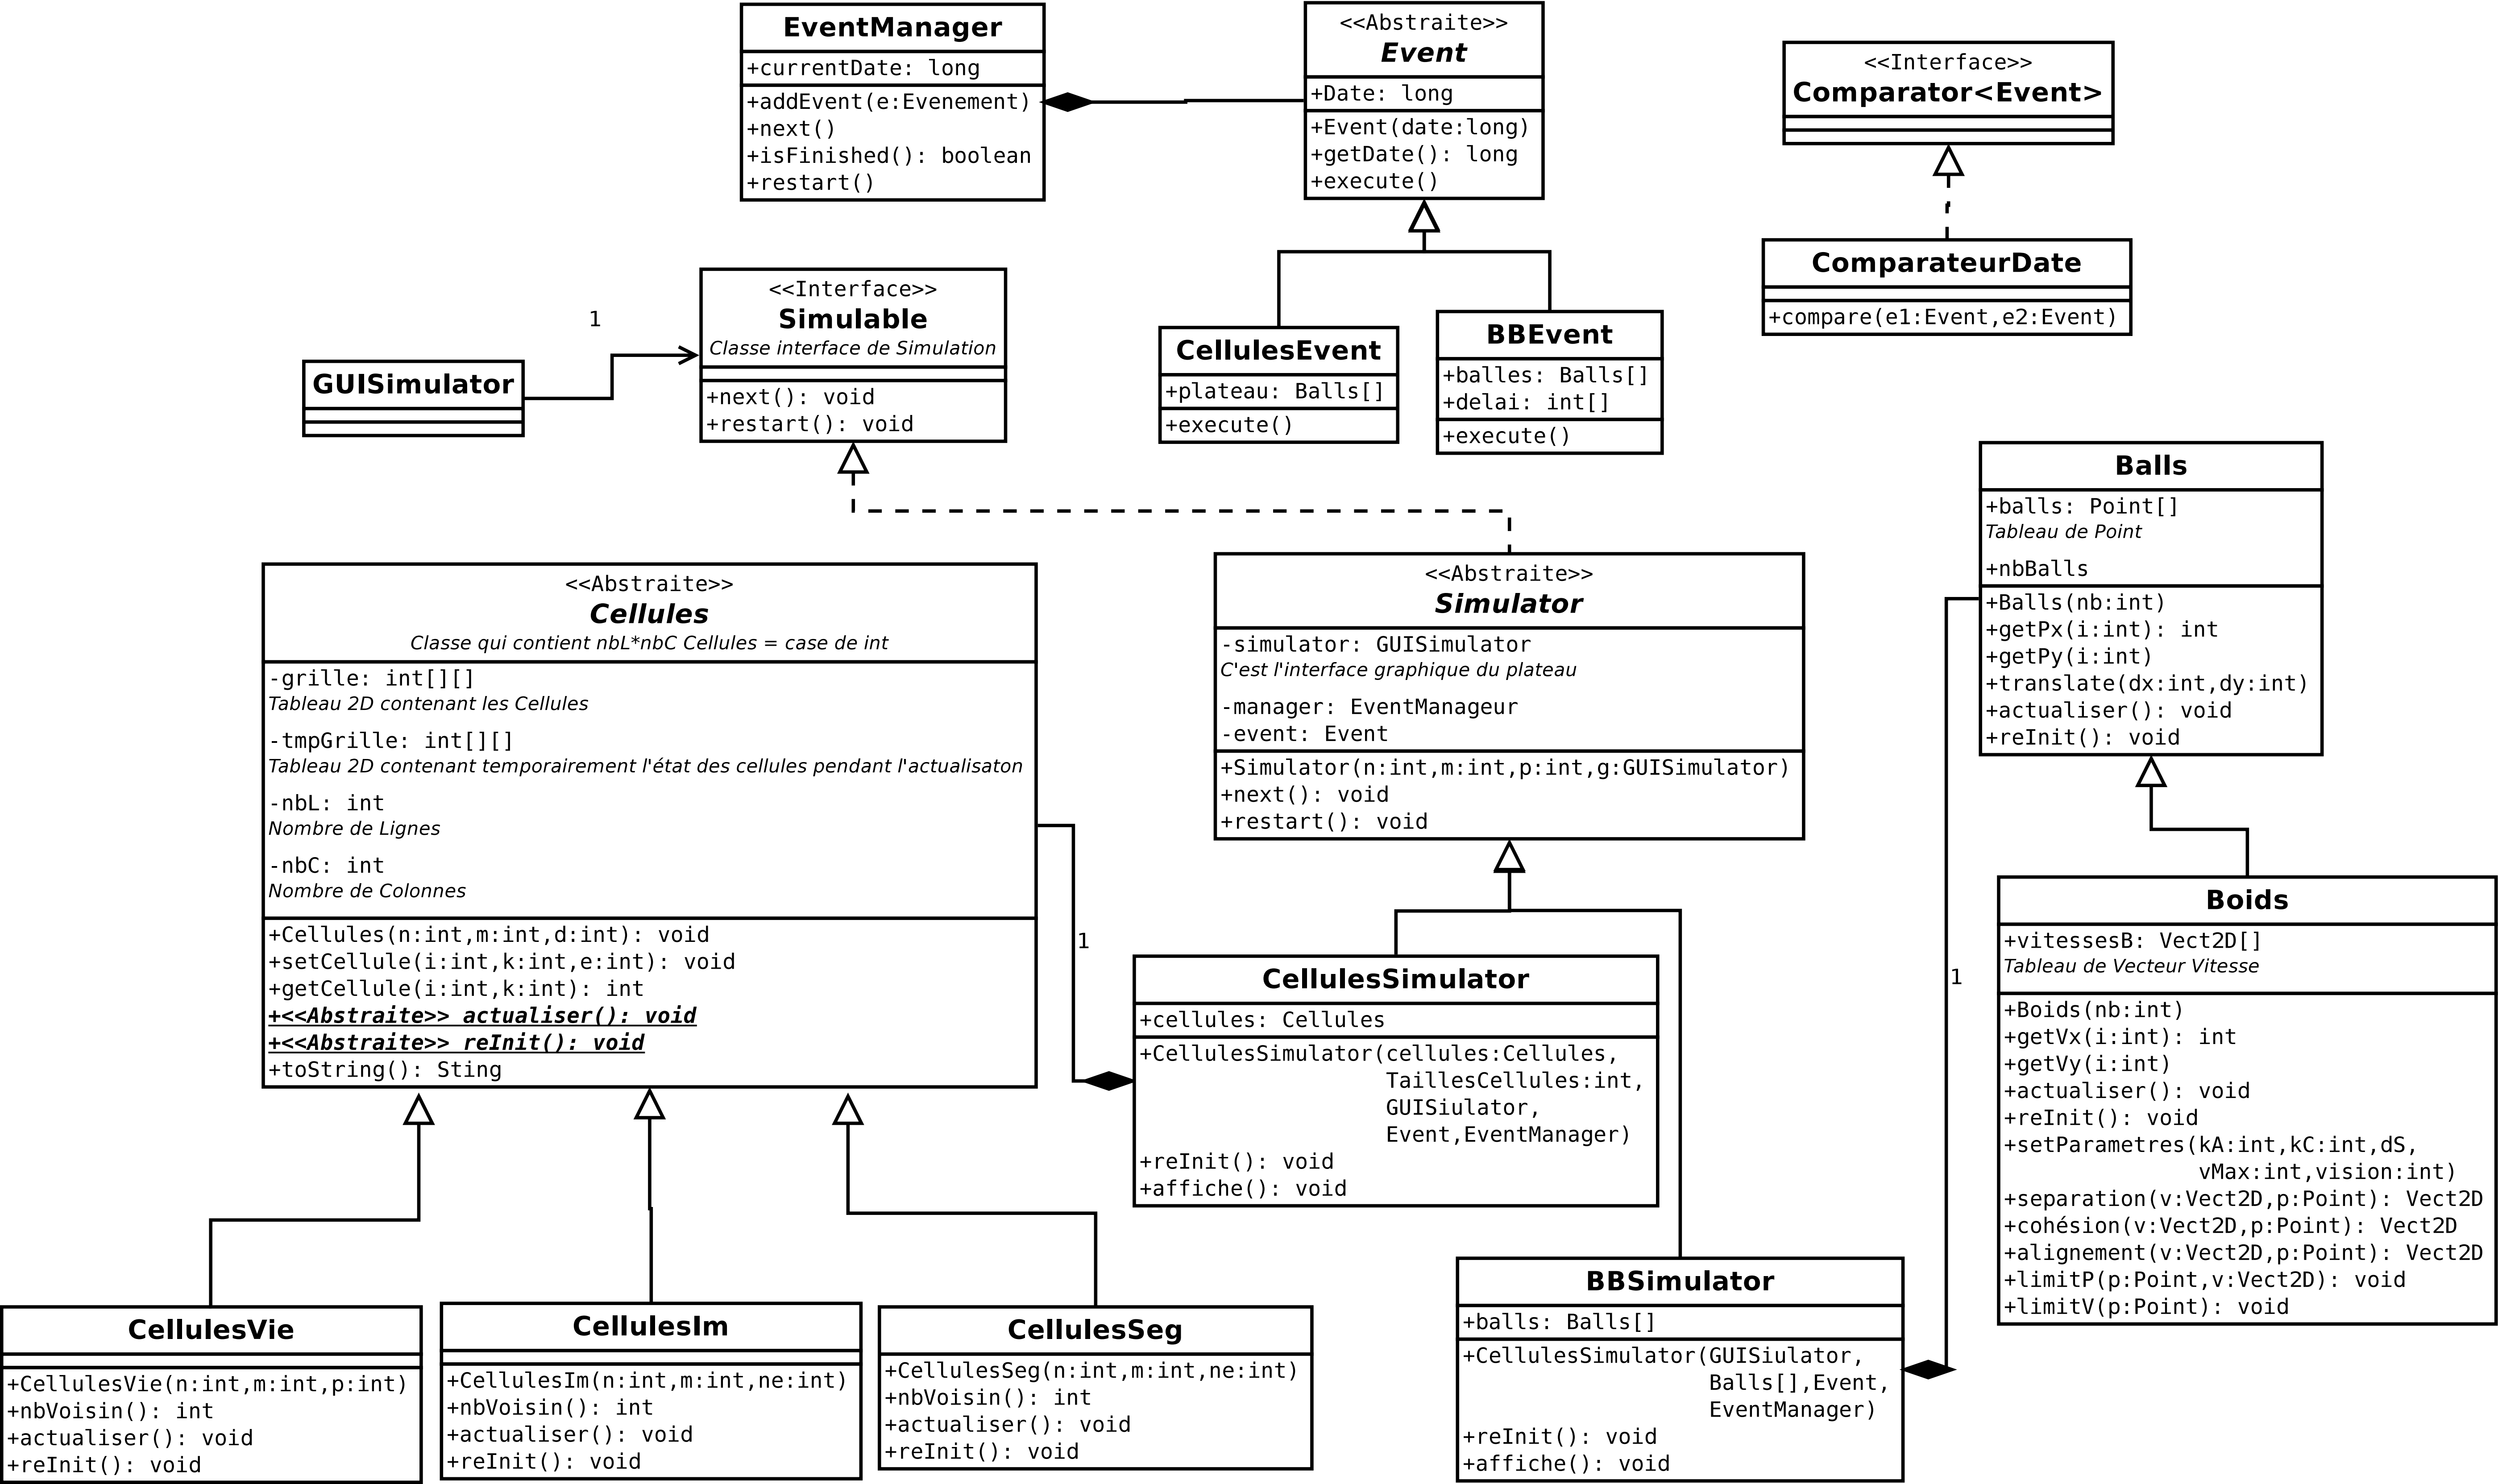 EventManager
+currentDate: long
+addEvent(e:Evenement)
+next()
+isFinished(): boolean
+restart()
<<Abstraite>>
Event
+Date: long
+Event(date:long)
+getDate(): long
+execute()
<<Interface>>
Comparator<Event>
ComparateurDate
+compare(e1:Event,e2:Event)
1
GUISimulator
<<Interface>>
Simulable
Classe interface de Simulation
+next(): void
+restart(): void
CellulesEvent
+plateau: Balls[]
+execute()
BBEvent
+balles: Balls[]
+delai: int[]
+execute()
Balls
+balls: Point[]
Tableau de Point
+nbBalls
+Balls(nb:int)
+getPx(i:int): int
+getPy(i:int)
+translate(dx:int,dy:int)
+actualiser(): void
+reInit(): void
<<Abstraite>>
Cellules
Classe qui contient nbL*nbC Cellules = case de int
-grille: int[][]
Tableau 2D contenant les Cellules
-tmpGrille: int[][]
Tableau 2D contenant temporairement l'état des cellules pendant l'actualisaton
-nbL: int
Nombre de Lignes
-nbC: int
Nombre de Colonnes
+Cellules(n:int,m:int,d:int): void
+setCellule(i:int,k:int,e:int): void
+getCellule(i:int,k:int): int
+<<Abstraite>> actualiser(): void
+<<Abstraite>> reInit(): void
+toString(): Sting
<<Abstraite>>
Simulator
-simulator: GUISimulator
C'est l'interface graphique du plateau
-manager: EventManageur
-event: Event
+Simulator(n:int,m:int,p:int,g:GUISimulator)
+next(): void
+restart(): void
1
CellulesSimulator
+cellules: Cellules
+CellulesSimulator(cellules:Cellules,
TaillesCellules:int,
GUISiulator,
Event,EventManager)
+reInit(): void
+affiche(): void
1
Boids
+vitessesB: Vect2D[]
Tableau de Vecteur Vitesse
+Boids(nb:int)
+getVx(i:int): int
+getVy(i:int)
+actualiser(): void
+reInit(): void
+setParametres(kA:int,kC:int,dS,
vMax:int,vision:int)
+separation(v:Vect2D,p:Point): Vect2D
+cohésion(v:Vect2D,p:Point): Vect2D
+alignement(v:Vect2D,p:Point): Vect2D
+limitP(p:Point,v:Vect2D): void
+limitV(p:Point): void
CellulesVie
+CellulesVie(n:int,m:int,p:int)
+nbVoisin(): int
+actualiser(): void
+reInit(): void
CellulesIm
+CellulesIm(n:int,m:int,ne:int)
+nbVoisin(): int
+actualiser(): void
+reInit(): void
CellulesSeg
+CellulesSeg(n:int,m:int,ne:int)
+nbVoisin(): int
+actualiser(): void
+reInit(): void
BBSimulator
+balls: Balls[]
+CellulesSimulator(GUISiulator,
Balls[],Event,
EventManager)
+reInit(): void
+affiche(): void